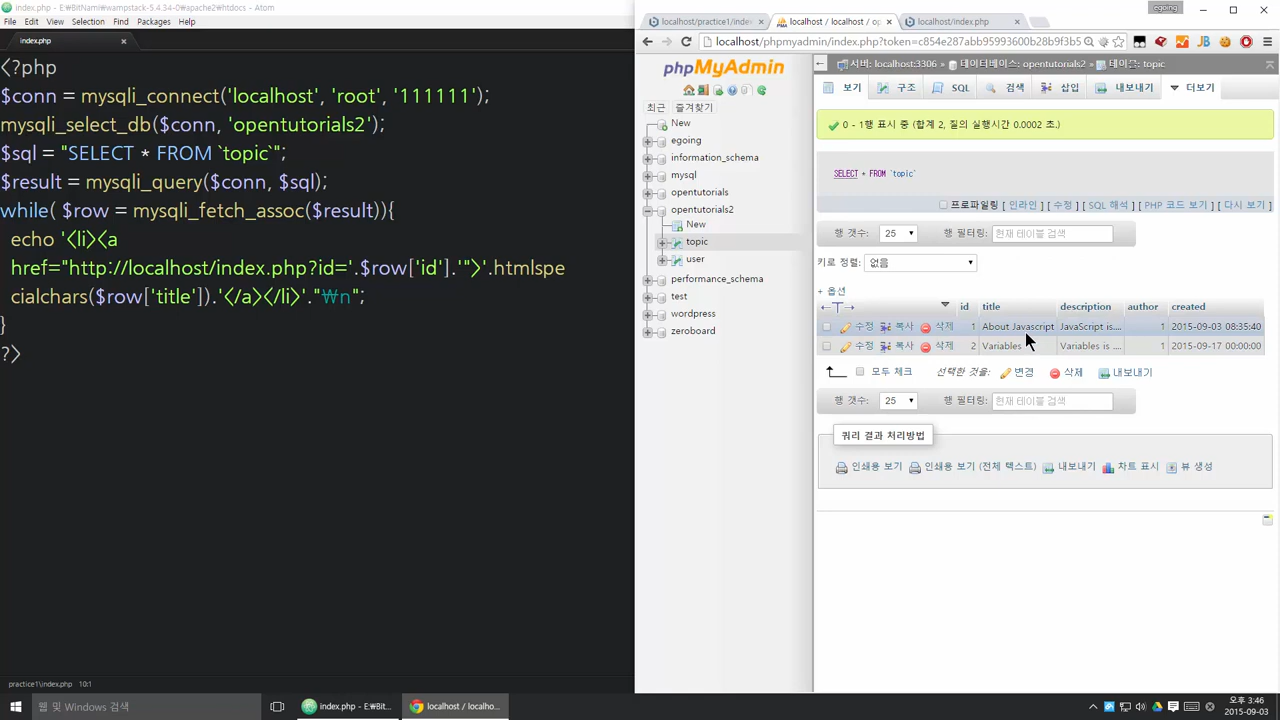 index.php - E:₩BitNami₩wampstack-5.4.34-0₩apache2₩htdocs - Atom
File Edit View Selection Find Packages Help
index.php
<?php
$conn = mysqli_connect('localhost', 'root', '111111');
mysqli_select_db($conn, 'opentutorials2');
$sql = "SELECT * FROM `topic`";
$result = mysqli_query($conn, $sql);
while( $row = mysqli_fetch_assoc($result)){
echo '<li><a
href="http://localhost/index.php?id='.$row['id'].'">'.htmlspe
cialchars($row['title']).'</a></li>'."₩n";
}
?>
practice1₩index.php 10:1
egoing
localhost/practice1/index
localhost / localhost / op
localhost/index.php
localhost/phpmyadmin/index.php?token=c854e287abb95993600b28b9f3b5
phpMyAdmin
최근 즐겨찾기
New
egoing
information_schema
mysql
opentutorials
opentutorials2
New
topic
user
performance_schema
test
wordpress
zeroboard
서버: localhost:3306 » 데이터베이스: opentutorials2 » 테이블: topic
보기 구조 SQL 검색 삽입 내보내기 더보기
0 - 1행 표시 중 (합계 2, 질의 실행시간 0.0002 초.)
SELECT * FROM `topic`
프로파일링 [ 인라인 ] [ 수정 ] [ SQL 해석 ] [ PHP 코드 보기 ] [ 다시 보기 ]
행 갯수: 25 행 필터링: 현재 테이블 검색
키로 정렬: 없음
+ 옵션
←T→ id title description author created
수정 복사 삭제 1 About Javascript JavaScript is.... 1 2015-09-03 08:35:40
수정 복사 삭제 2 Variables Variables is .... 1 2015-09-17 00:00:00
모두 체크 선택한 것을: 변경 삭제 내보내기
행 갯수: 25 행 필터링: 현재 테이블 검색
쿼리 결과 처리방법
인쇄용 보기 인쇄용 보기 (전체 텍스트) 내보내기 차트 표시 뷰 생성
웹 및 Windows 검색
index.php - E:₩Bit...
localhost / localho...
오후 3:46
2015-09-03